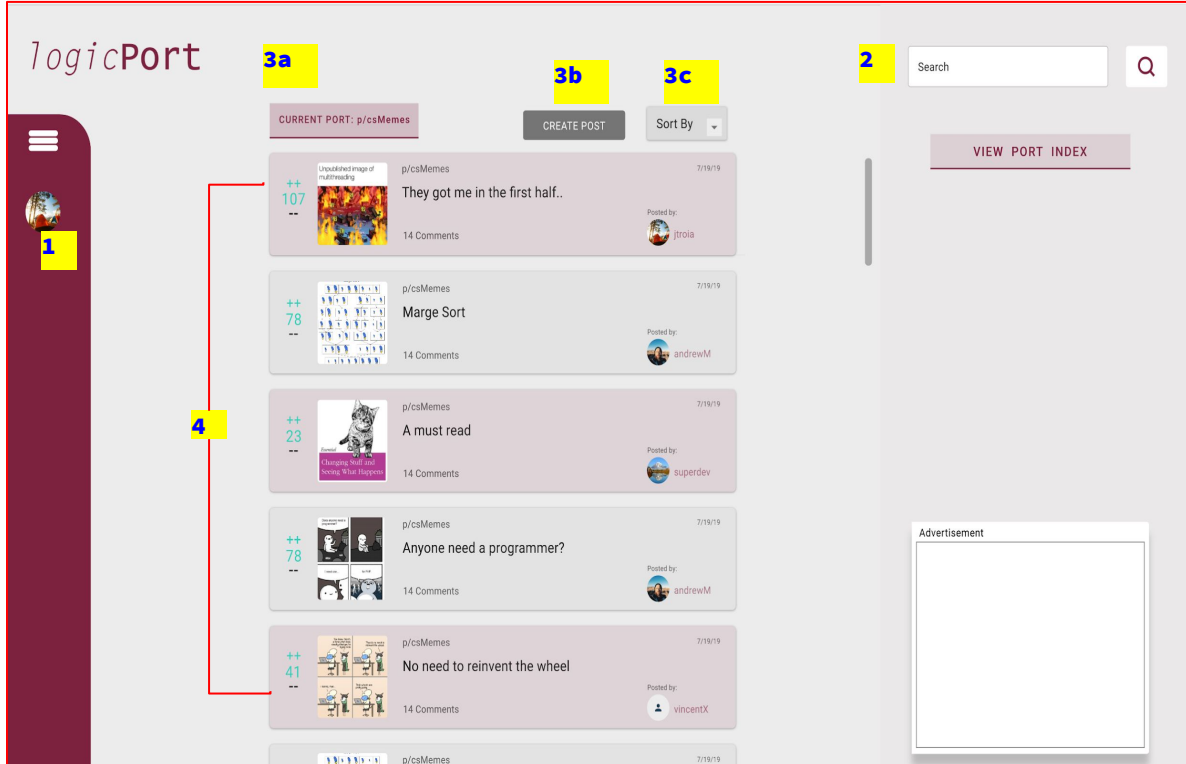 logicPort
3a
3b
3c
2
Search
CURRENT PORT: p/csMemes
CREATE POST
Sort By
VIEW PORT INDEX
1
4
++
107
--
Unpublished image of
multithreading
p/csMemes
7/19/19
They got me in the first half..
14 Comments
Posted by:
jtroia
++
78
--
p/csMemes
7/19/19
Marge Sort
14 Comments
Posted by:
andrewM
++
23
--
Essential
Changing Stuff and
Seeing What Happens
p/csMemes
7/19/19
A must read
14 Comments
Posted by:
superdev
++
78
--
p/csMemes
7/19/19
Anyone need a programmer?
14 Comments
Posted by:
andrewM
++
41
--
p/csMemes
7/19/19
No need to reinvent the wheel
14 Comments
Posted by:
vincentX
p/csMemes
7/19/19
Advertisement